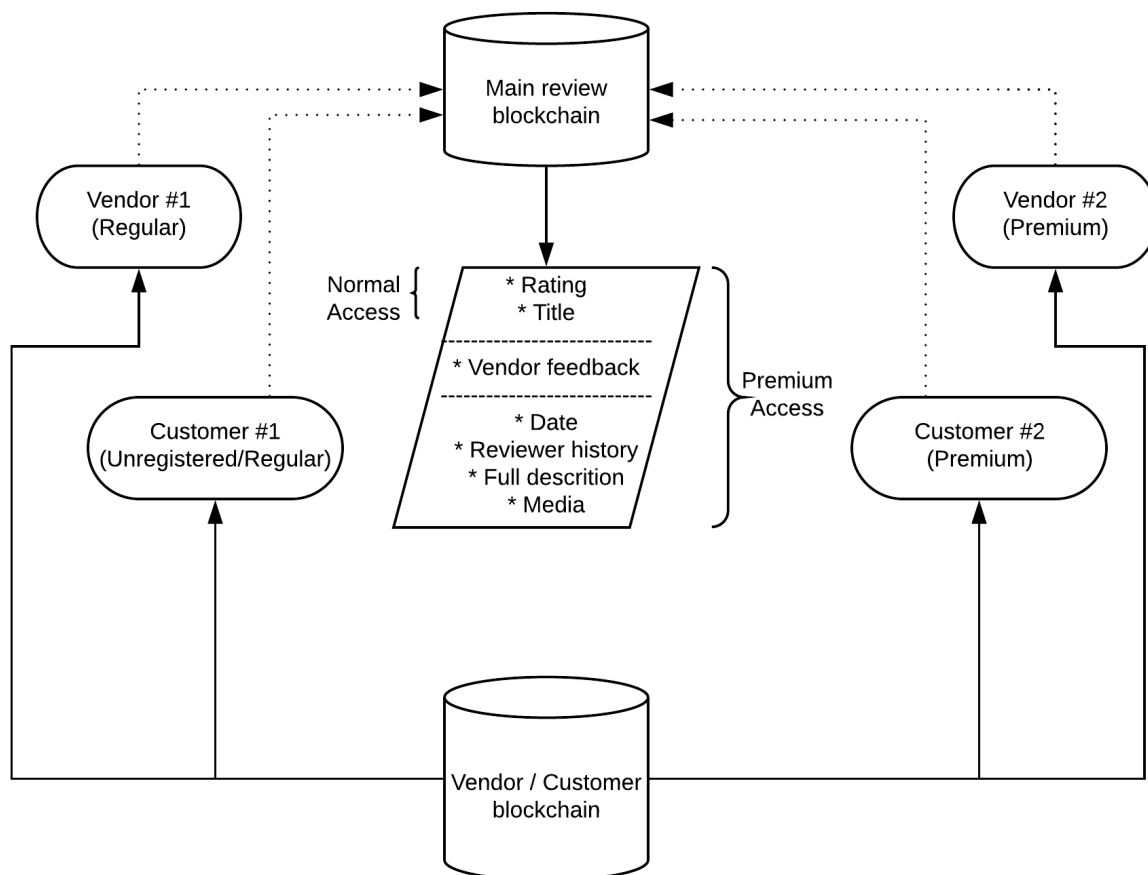 Main review
blockchain
Vendor #1
(Regular)
Vendor #2
(Premium)
Normal
Access
* Rating
* Title
* Vendor feedback
* Date
* Reviewer history
* Full descrition
* Media
Premium
Access
Customer #1
(Unregistered/Regular)
Customer #2
(Premium)
Vendor / Customer
blockchain